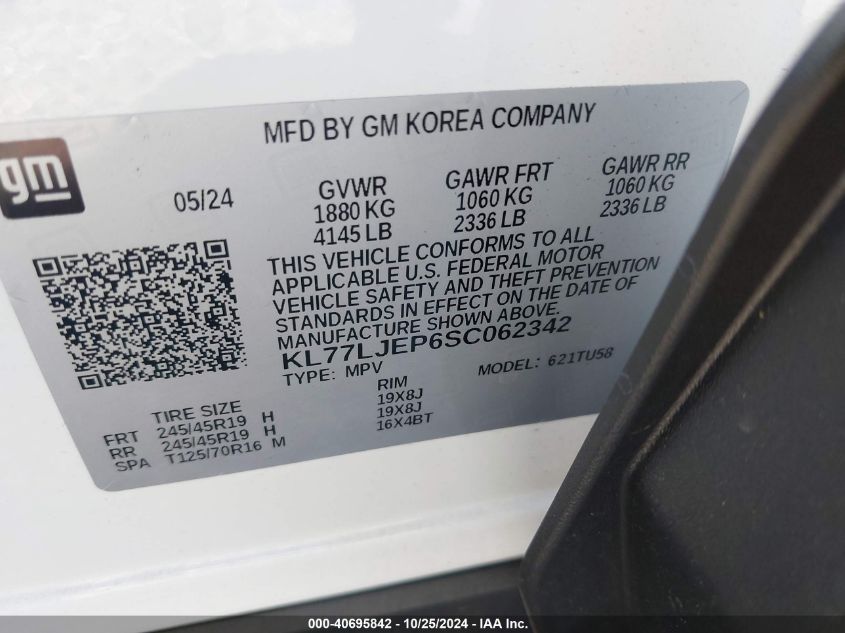 MFD BY GM KOREA COMPANY
gm
05/24
GVWR GAWR FRT GAWR RR
1880 KG 1060 KG 1060 KG
4145 LB 2336 LB 2336 LB
THIS VEHICLE CONFORMS TO ALL
APPLICABLE U.S. FEDERAL MOTOR
VEHICLE SAFETY AND THEFT PREVENTION
STANDARDS IN EFFECT ON THE DATE OF
MANUFACTURE SHOWN ABOVE.
KL77LJEP6SC062342
TYPE: MPV MODEL: 621TU58
TIRE SIZE RIM
FRT 245/45R19 H 19X8J
RR 245/45R19 H 19X8J
SPA T125/70R16 M 16X4BT
000-40695842 - 10/25/2024 - IAA Inc.